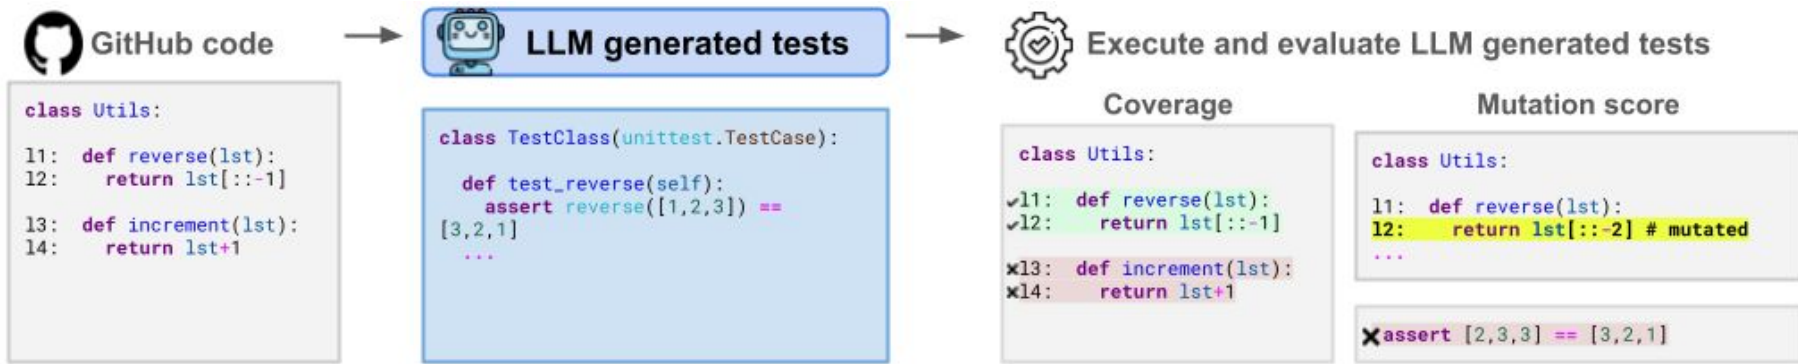 GitHub code
class Utils:
l1: def reverse(lst):
l2: return lst[::-1]
l3: def increment(lst):
l4: return lst+1
LLM generated tests
class TestClass(unittest.TestCase):
def test_reverse(self):
assert reverse([1,2,3]) ==
[3,2,1]
...
Execute and evaluate LLM generated tests
Coverage
class Utils:
✔l1: def reverse(lst):
✔l2: return lst[::-1]
✖l3: def increment(lst):
✖l4: return lst+1
Mutation score
class Utils:
l1: def reverse(lst):
l2: return lst[::-2] # mutated
...
✖assert [2,3,3] == [3,2,1]